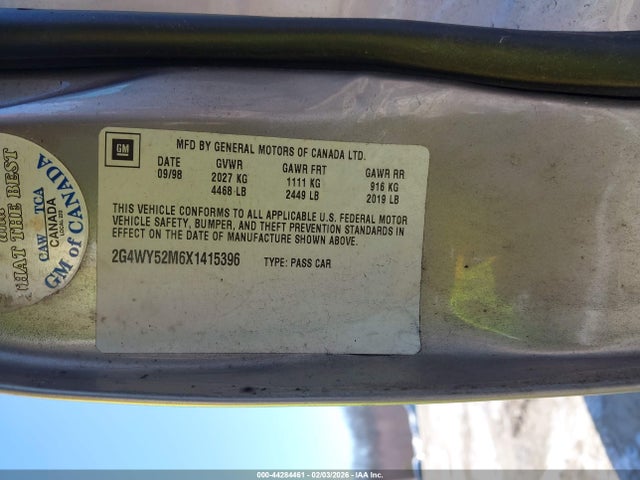 GM
MFD BY GENERAL MOTORS OF CANADA LTD.
DATE GVWR GAWR FRT GAWR RR
09/98 2027 KG 1111 KG 916 KG
4468 LB 2449 LB 2019 LB
THIS VEHICLE CONFORMS TO ALL APPLICABLE U.S. FEDERAL MOTOR
VEHICLE SAFETY, BUMPER, AND THEFT PREVENTION STANDARDS IN
EFFECT ON THE DATE OF MANUFACTURE SHOWN ABOVE.
2G4WY52M6X1415396 TYPE: PASS CAR
THAT THE BEST
CAW TCA
CANADA
GM of CANADA
000-44284461 - 02/03/2026 - IAA Inc.